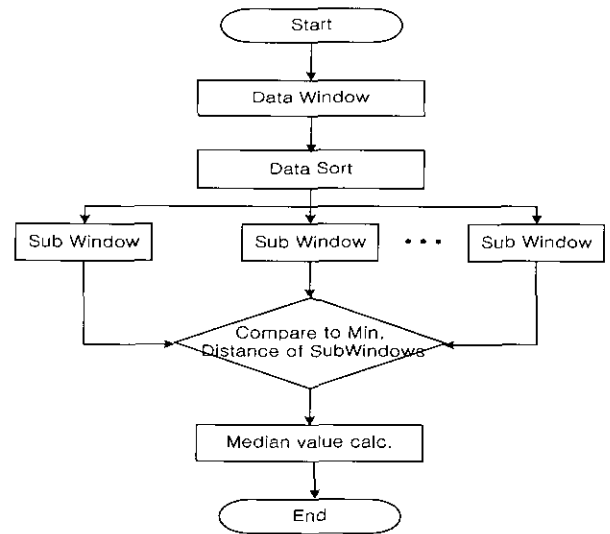 Start
Data Window
Data Sort
Sub Window
Sub Window
• • •
Sub Window
Compare to Min,
Distance of SubWindows
Median value calc.
End